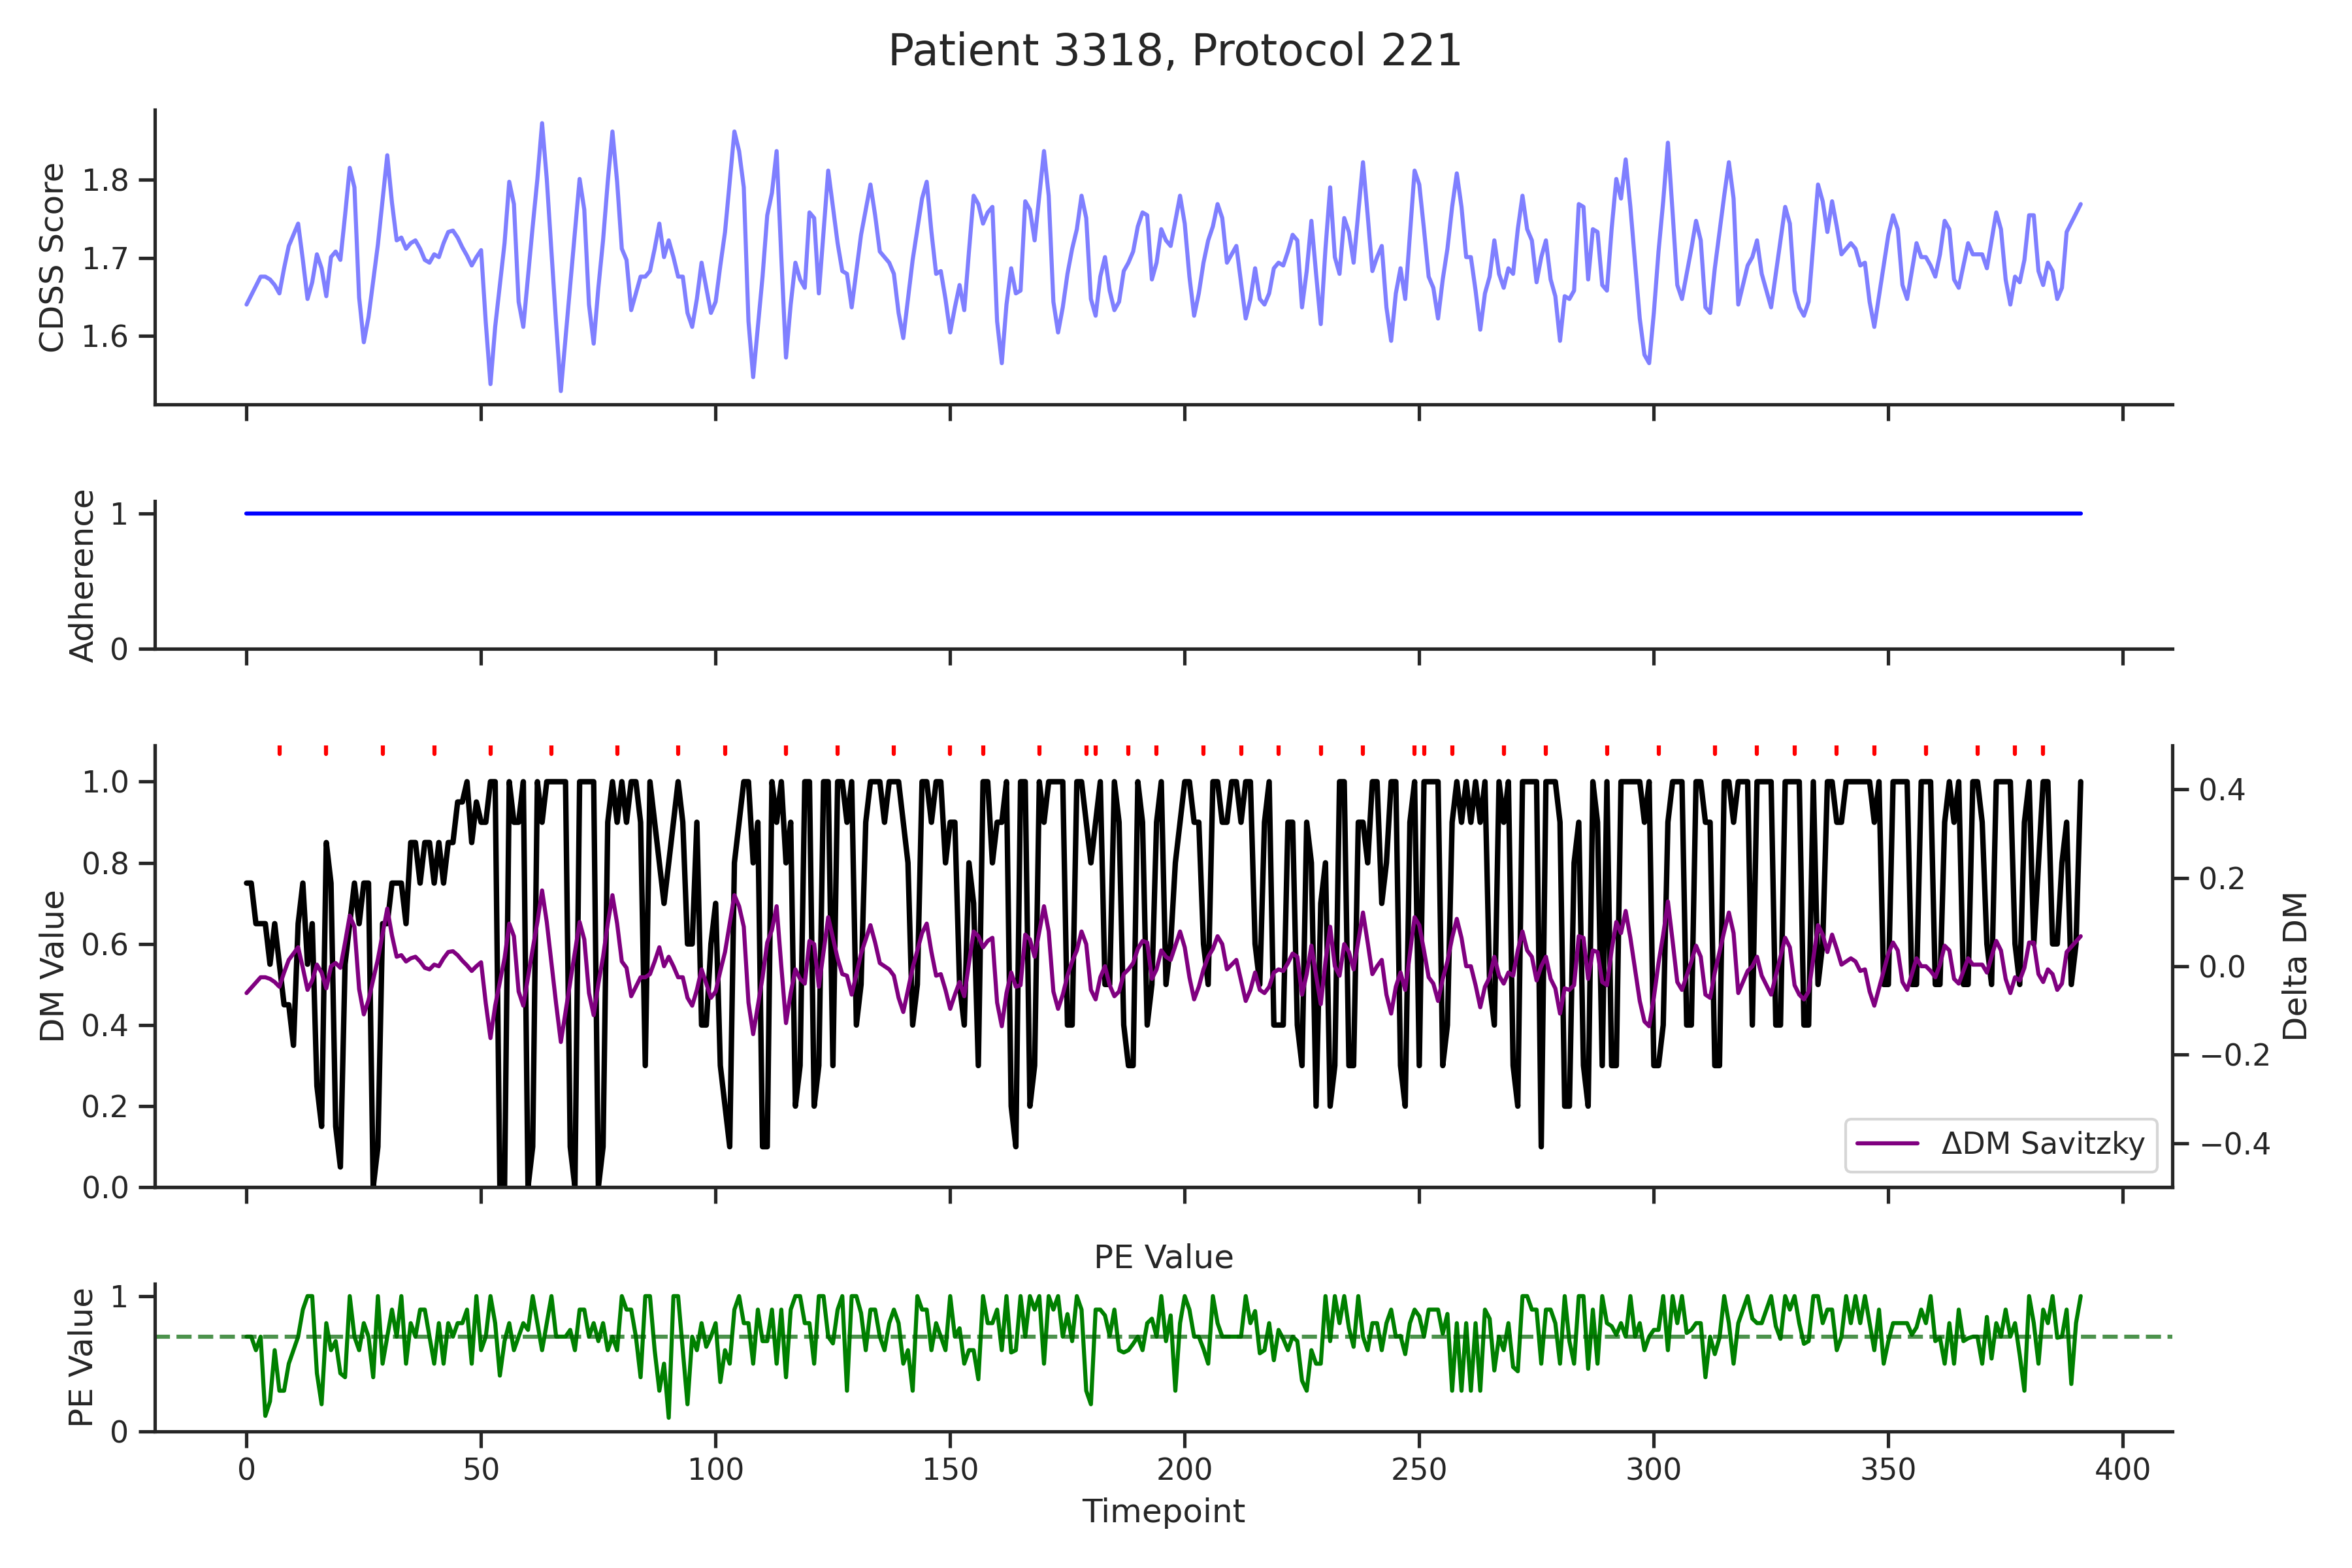 Patient 3318, Protocol 221
CDSS Score
1.8
1.7
1.6
Adherence
1
0
DM Value
1.0
0.8
0.6
0.4
0.2
0.0
0.4
0.2
0.0
−0.2
−0.4
Delta DM
ΔDM Savitzky
PE Value
PE Value
1
0
0 50 100 150 200 250 300 350 400
Timepoint